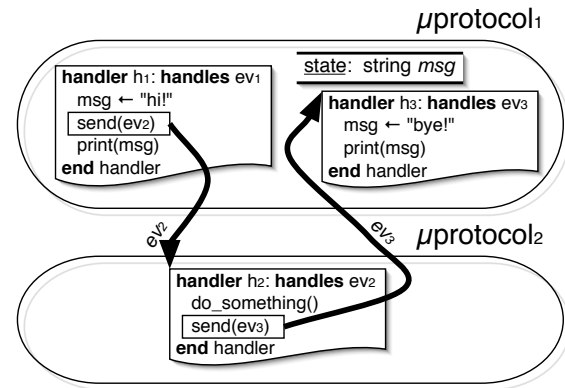 μprotocol₁
handler h₁: handles ev₁
msg ← "hi!"
send(ev₂)
print(msg)
end handler
state: string msg
handler h₃: handles ev₃
msg ← "bye!"
print(msg)
end handler
ev₂
ev₃
μprotocol₂
handler h₂: handles ev₂
do_something()
send(ev₃)
end handler